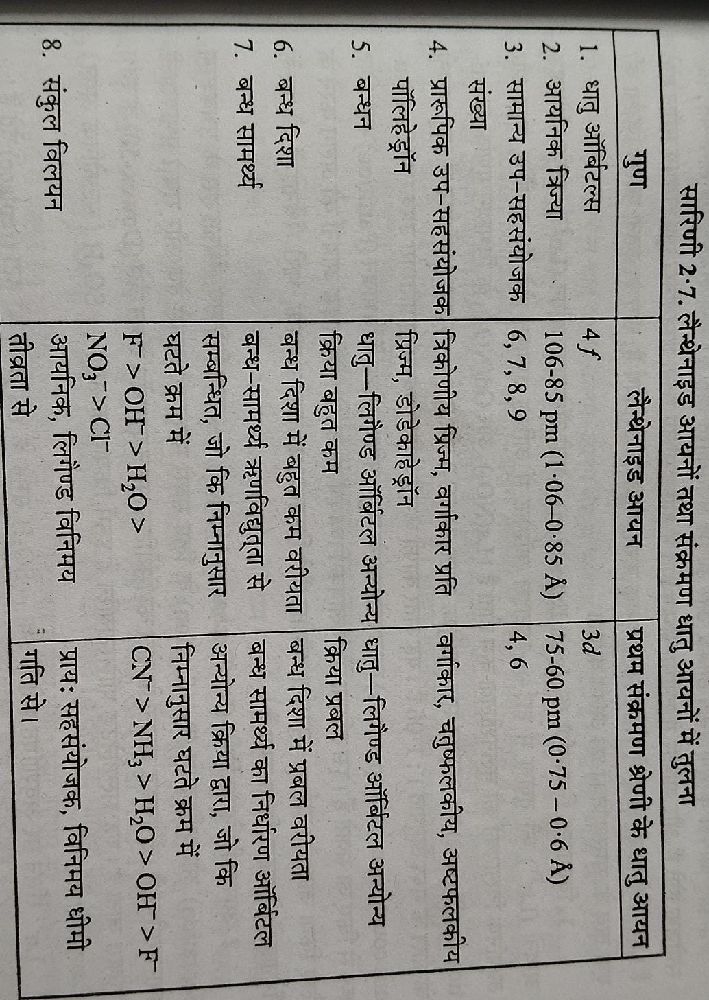 सारिणी 2·7. लैन्थेनाइड आयनों तथा संक्रमण धातु आयनों में तुलना
गुण
लैन्थेनाइड आयन
प्रथम संक्रमण श्रेणी के धातु आयन
1. धातु ऑर्बिटल्स
4f
3d
2. आयनिक त्रिज्या
106-85 pm (1·06–0·85 Å)
75-60 pm (0·75 – 0·6 Å)
3. सामान्य उप-सहसंयोजक
संख्या
6, 7, 8, 9
4, 6
4. प्रारूपिक उप-सहसंयोजक
पॉलिहेड्रॉन
त्रिकोणीय प्रिज्म, वर्गाकार प्रति
प्रिज्म, डोडेकाहेड्रॉन
वर्गाकार, चतुष्फलकीय, अष्टफलकीय
5. बन्धन
धातु—लिगैण्ड ऑर्बिटल अन्योन्य
क्रिया बहुत कम
धातु—लिगैण्ड ऑर्बिटल अन्योन्य
क्रिया प्रबल
6. बन्ध दिशा
बन्ध दिशा में बहुत कम वरीयता
बन्ध दिशा में प्रबल वरीयता
7. बन्ध सामर्थ्य
बन्ध-सामर्थ्य ऋणविद्युत्ता से
सम्बन्धित, जो कि निम्नानुसार
घटते क्रम में
F⁻ > OH⁻ > H₂O >
NO₃⁻ > Cl⁻
बन्ध सामर्थ्य का निर्धारण ऑर्बिटल
अन्योन्य क्रिया द्वारा, जो कि
निम्नानुसार घटते क्रम में
CN⁻ > NH₃ > H₂O > OH⁻ > F⁻
8. संकुल विलयन
आयनिक, लिगैण्ड विनिमय
तीव्रता से
प्राय: सहसंयोजक, विनिमय धीमी
गति से।